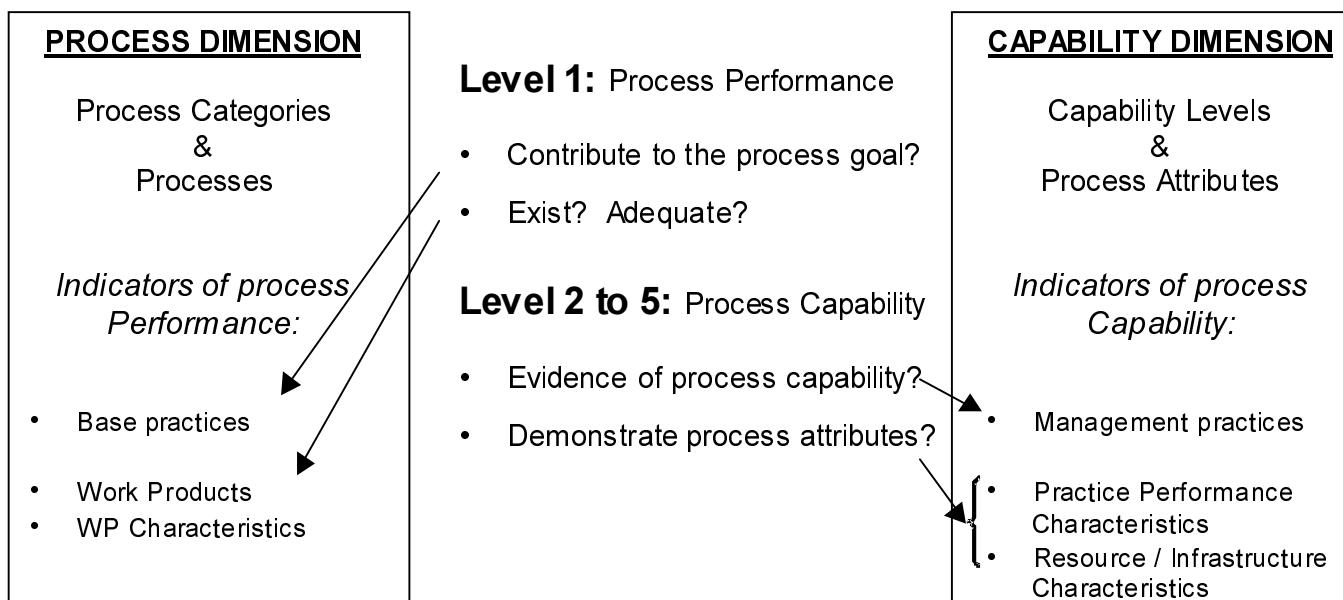 PROCESS DIMENSION
Process Categories
&
Processes
Indicators of process
Performance:
• Base practices
• Work Products
• WP Characteristics
Level 1: Process Performance
• Contribute to the process goal?
• Exist? Adequate?
Level 2 to 5: Process Capability
• Evidence of process capability?
• Demonstrate process attributes?
CAPABILITY DIMENSION
Capability Levels
&
Process Attributes
Indicators of process
Capability:
• Management practices
• Practice Performance
Characteristics
• Resource / Infrastructure
Characteristics